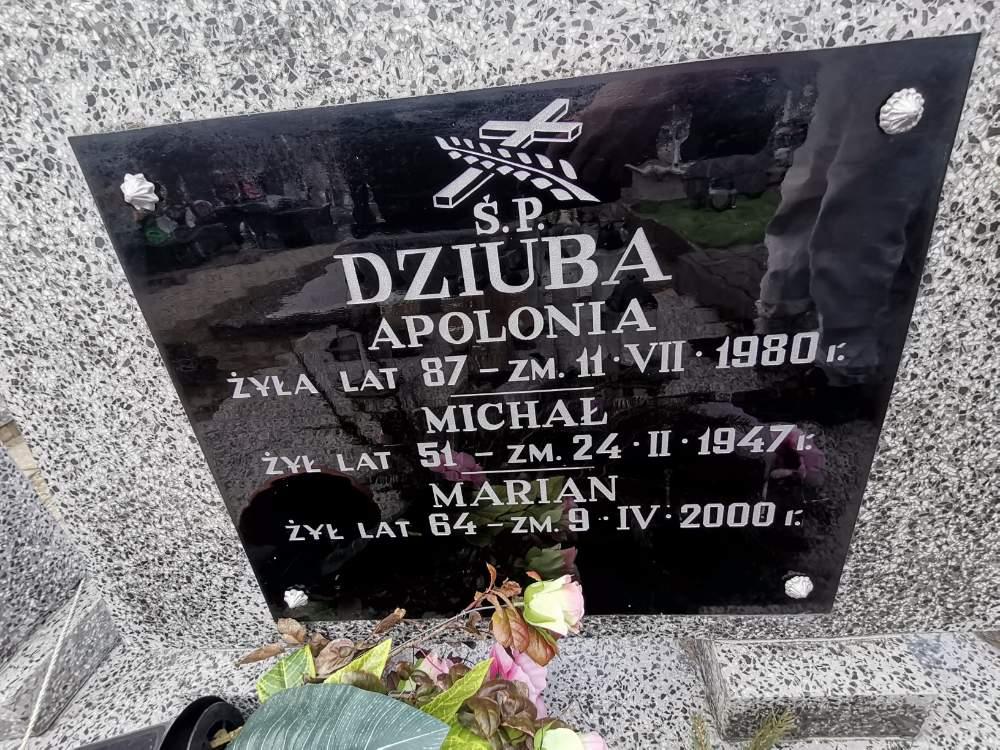 Ś.P.
DZIUBA
APOLONIA
ŻYŁA LAT 87 – ZM. 11 · VII · 1980 r.
MICHAŁ
ŻYŁ LAT 51 – ZM. 24 · II · 1947 r.
MARIAN
ŻYŁ LAT 64 – ZM. 9 · IV · 2000 r.